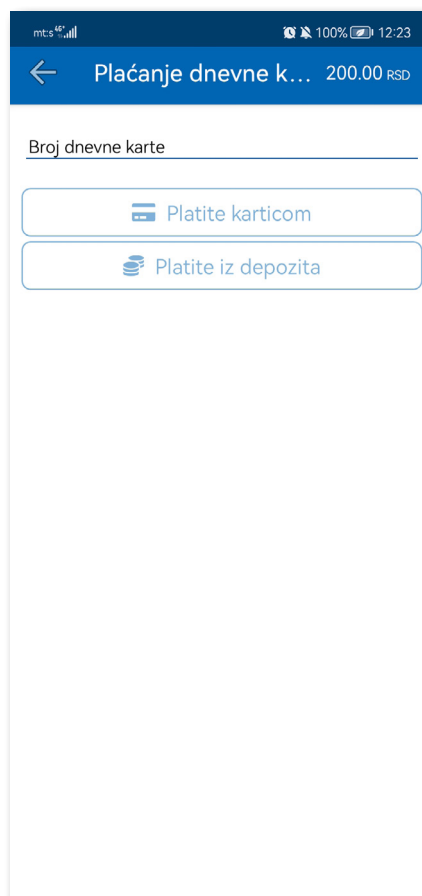 mt:s 4G+ 100% 12:23
Plaćanje dnevne k... 200.00 RSD
Broj dnevne karte
Platite karticom
Platite iz depozita